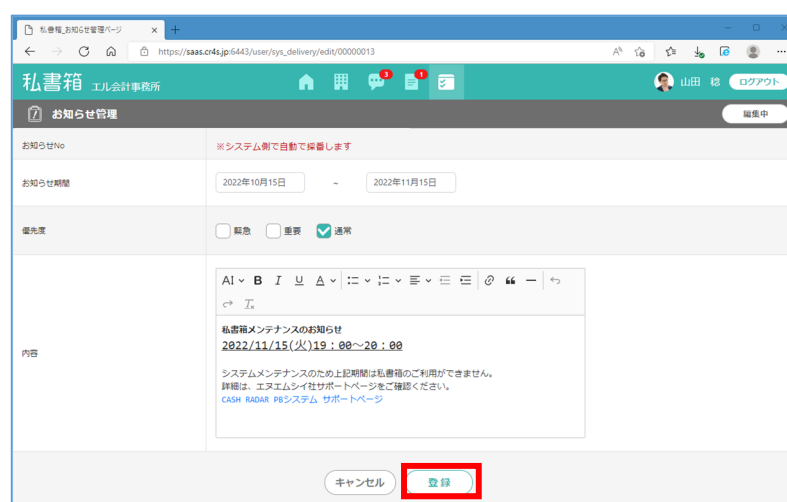 私書箱_お知らせ管理ページ
https://saas.cr4s.jp:6443/user/sys_delivery/edit/00000013
私書箱 エル会計事務所
3
1
山田 稔
ログアウト
お知らせ管理
編集中
お知らせNo
※システム側で自動で採番します
お知らせ期間
2022年10月15日 ~ 2022年11月15日
優先度
緊急 重要 通常
内容
AI B I U A
私書箱メンテナンスのお知らせ
2022/11/15(火)19：00～20：00
システムメンテナンスのため上記期間は私書箱のご利用ができません。
詳細は、エヌエムシイ社サポートページをご確認ください。
CASH RADAR PBシステム サポートページ
キャンセル 登録